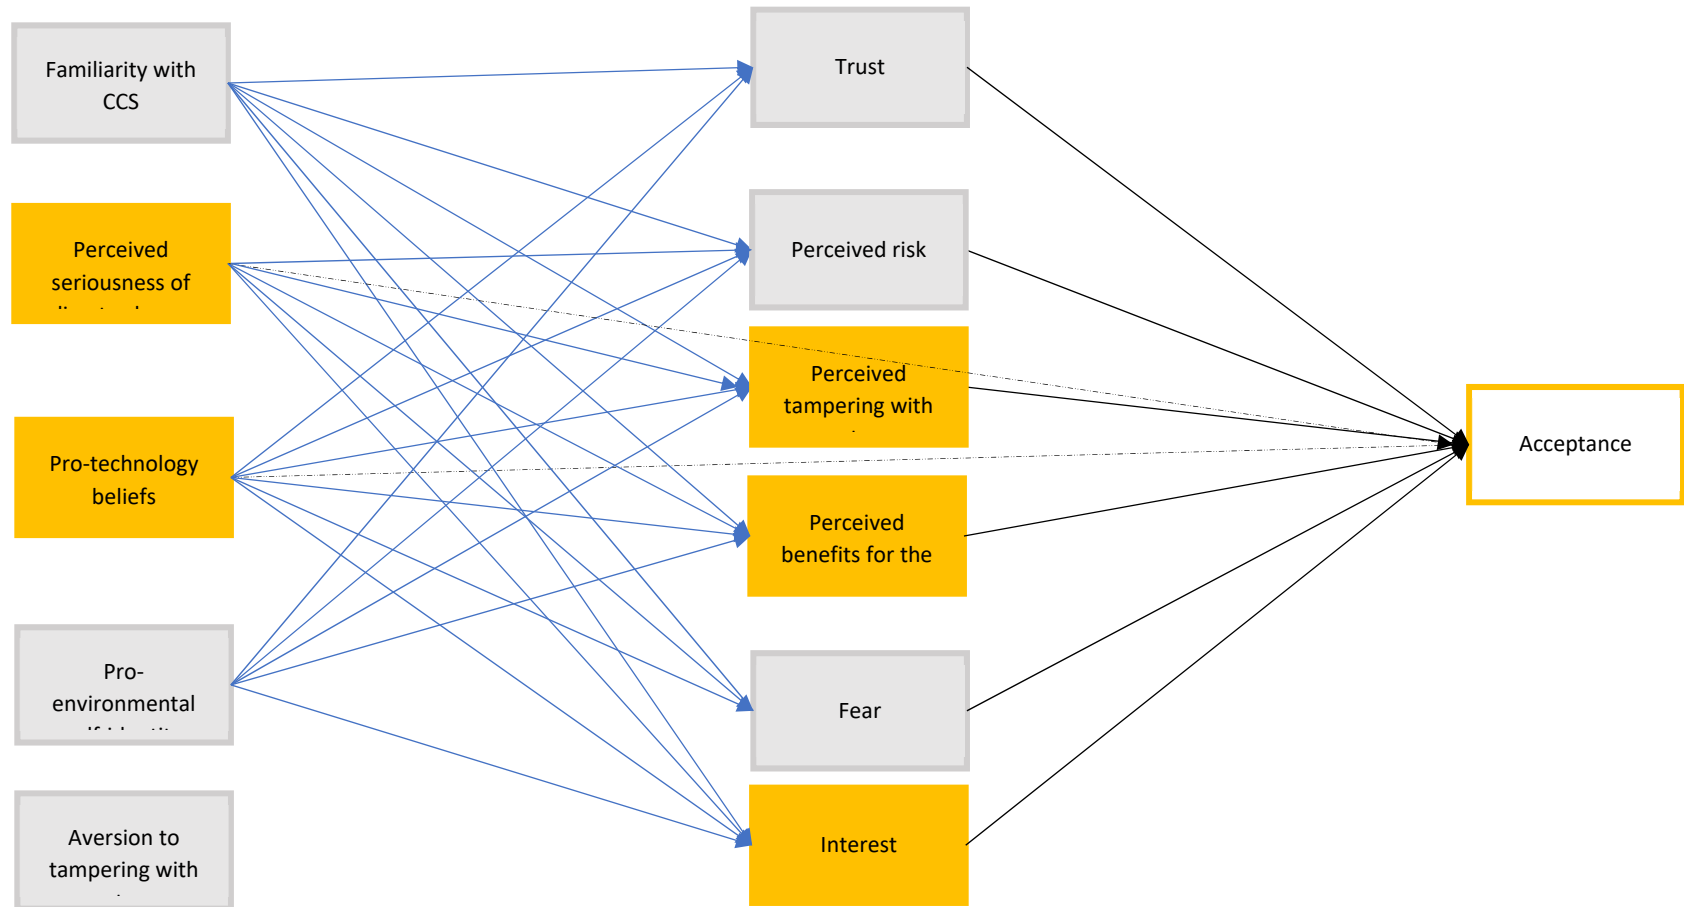 Familiarity with
CCS
Perceived
seriousness of
Pro-technology
beliefs
Pro-
environmental
Aversion to
tampering with
Trust
Perceived risk
Perceived
tampering with
Perceived
benefits for the
Fear
Interest
Acceptance